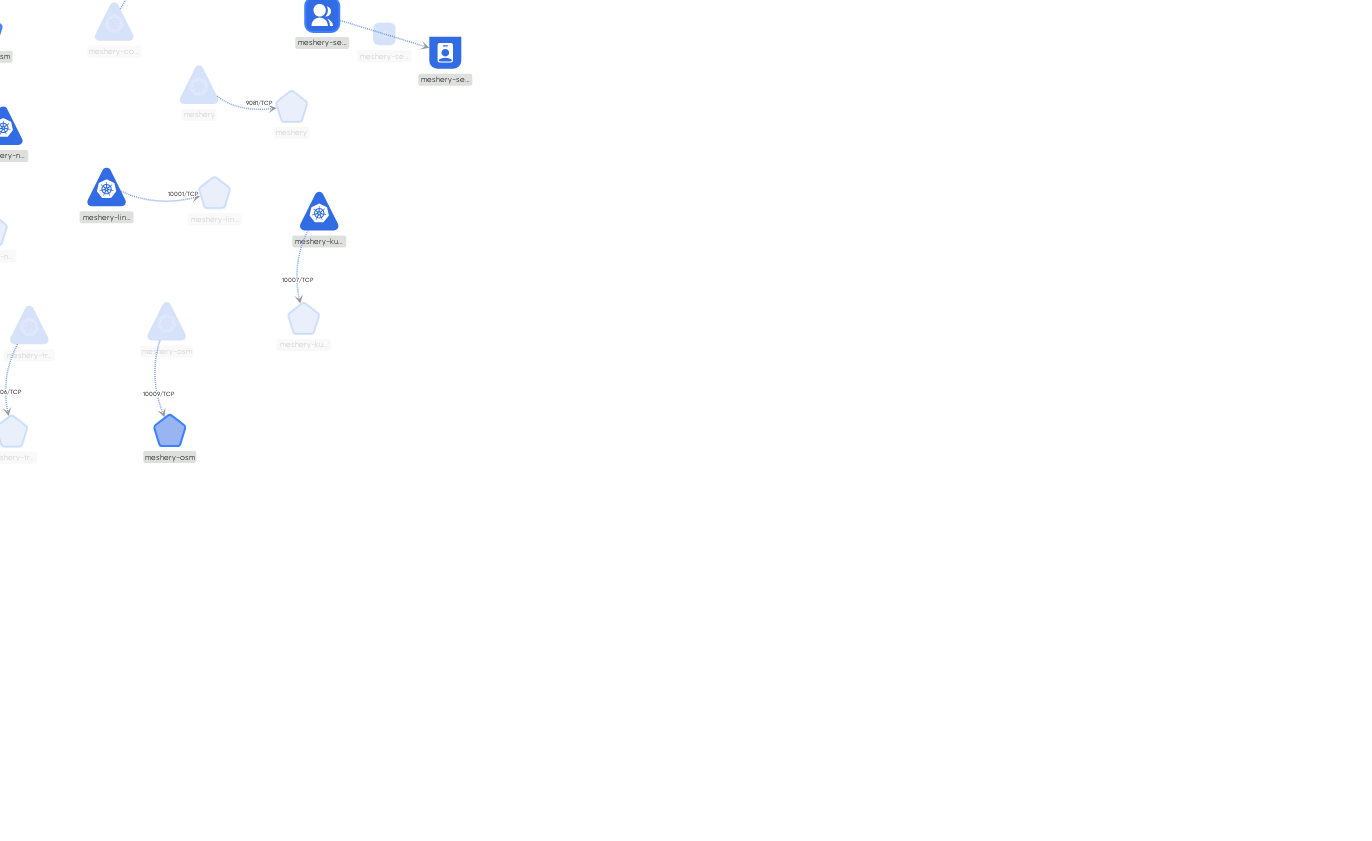 meshery-co...
meshery-se...
meshery-se...
sm
meshery-se...
9081/TCP
meshery
meshery
ery-n...
10001/TCP
meshery-lin...
meshery-lin...
meshery-ku...
-n...
10007/TCP
meshery-ku...
meshery-osm
meshery-tr...
06/TCP
10009/TCP
shery-tr...
meshery-osm